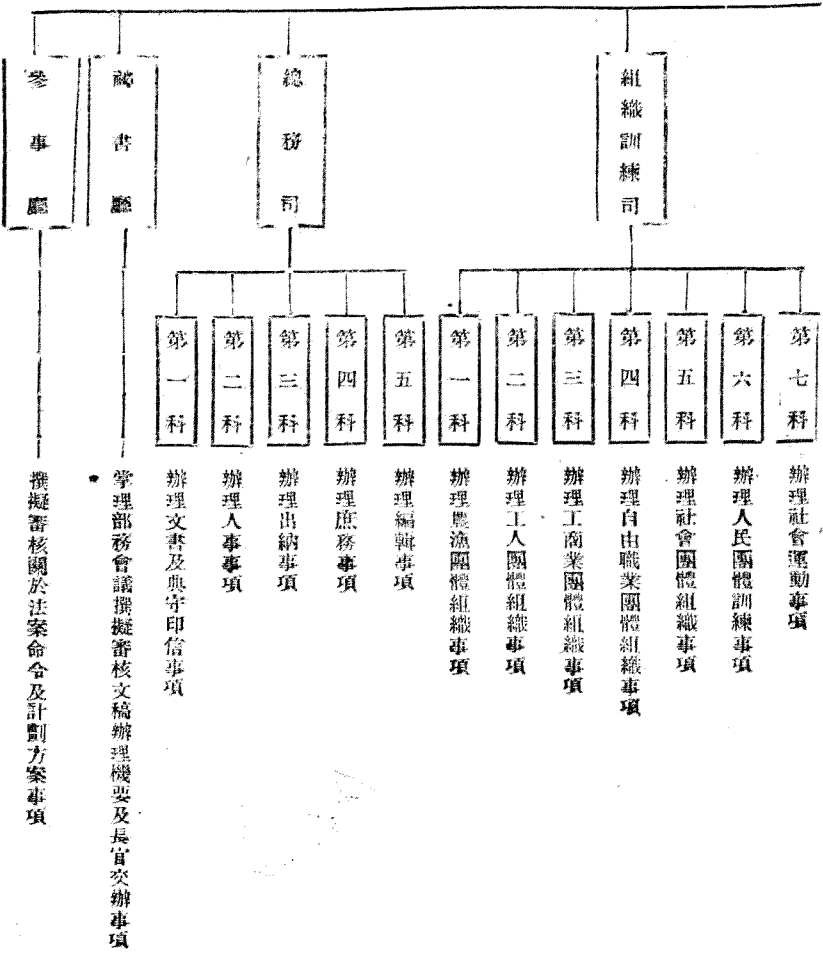 參事廳
祕書廳
總務司
組織訓練司
第一科
第二科
第三科
第四科
第五科
第一科
第二科
第三科
第四科
第五科
第六科
第七科
撰擬審核關於法案命令及計劃方案事項
掌理部務會議撰擬審核文稿辦理機要及長官交辦事項
辦理文書及典守印信事項
辦理人事事項
辦理出納事項
辦理庶務事項
辦理編輯事項
辦理農漁團體組織事項
辦理工人團體組織事項
辦理工商業團體組織事項
辦理自由職業團體組織事項
辦理社會團體組織事項
辦理人民團體訓練事項
辦理社會運動事項